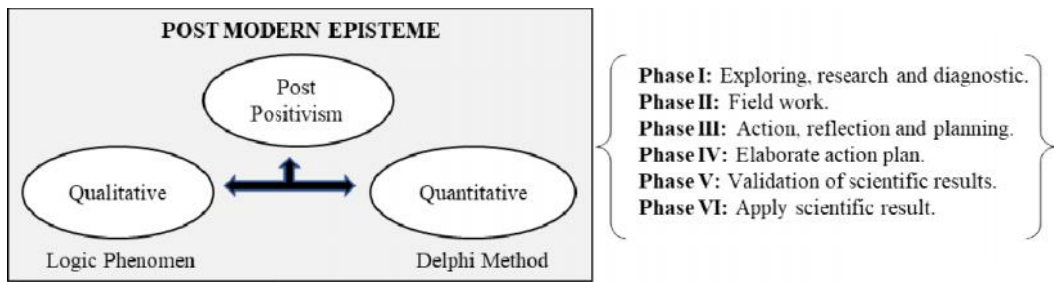 POST MODERN EPISTEME
Post
Positivism
Qualitative
Quantitative
Logic Phenomen
Delphi Method
Phase I: Exploring, research and diagnostic.
Phase II: Field work.
Phase III: Action, reflection and planning.
Phase IV: Elaborate action plan.
Phase V: Validation of scientific results.
Phase VI: Apply scientific result.